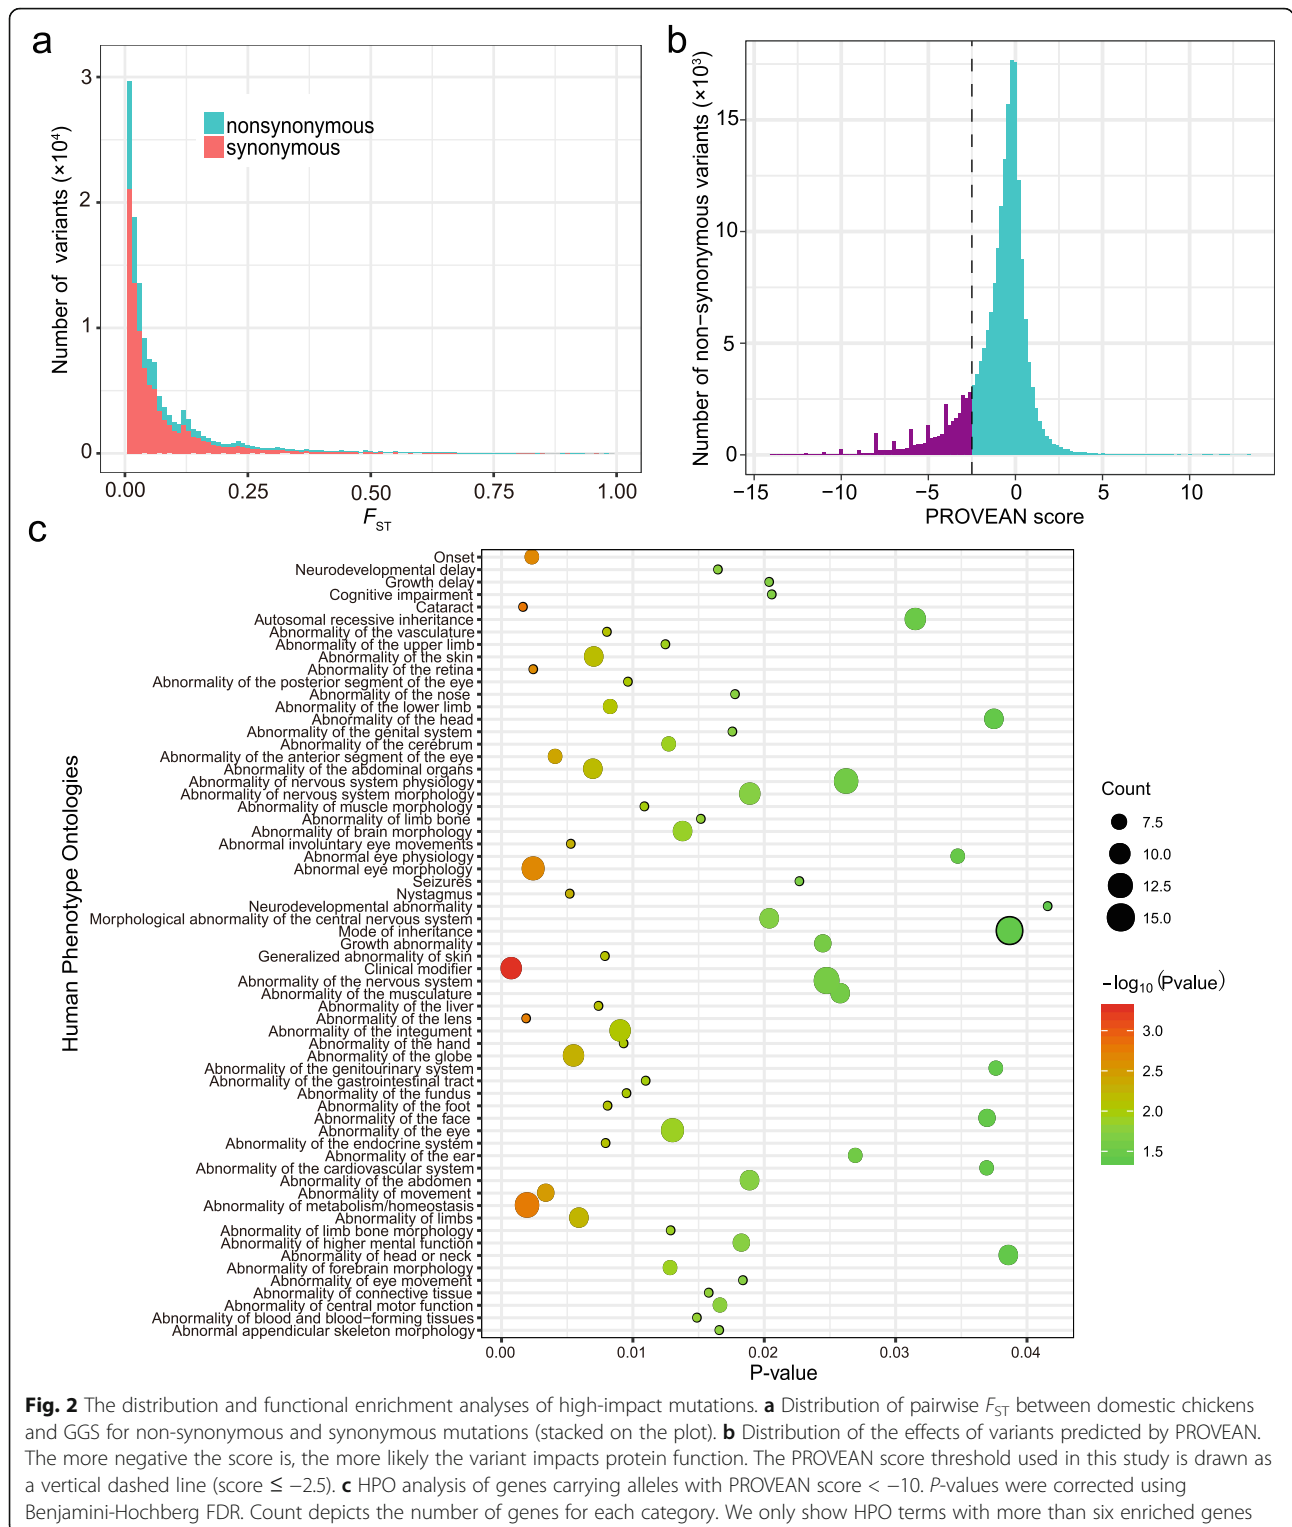 a
Number of variants (×10⁴)
3
2
1
0
nonsynonymous
synonymous
0.00
0.25
0.50
0.75
1.00
F_ST
b
Number of non−synonymous variants (×10³)
15
10
5
0
−15
−10
−5
0
5
10
PROVEAN score
c
Human Phenotype Ontologies
Onset
Neurodevelopmental delay
Growth delay
Cognitive impairment
Cataract
Autosomal recessive inheritance
Abnormality of the vasculature
Abnormality of the upper limb
Abnormality of the skin
Abnormality of the retina
Abnormality of the posterior segment of the eye
Abnormality of the nose
Abnormality of the lower limb
Abnormality of the head
Abnormality of the genital system
Abnormality of the cerebrum
Abnormality of the anterior segment of the eye
Abnormality of the abdominal organs
Abnormality of nervous system physiology
Abnormality of nervous system morphology
Abnormality of muscle morphology
Abnormality of limb bone
Abnormality of brain morphology
Abnormal involuntary eye movements
Abnormal eye physiology
Abnormal eye morphology
Seizures
Nystagmus
Neurodevelopmental abnormality
Morphological abnormality of the central nervous system
Mode of inheritance
Growth abnormality
Generalized abnormality of skin
Clinical modifier
Abnormality of the nervous system
Abnormality of the musculature
Abnormality of the liver
Abnormality of the lens
Abnormality of the integument
Abnormality of the hand
Abnormality of the globe
Abnormality of the genitourinary system
Abnormality of the gastrointestinal tract
Abnormality of the fundus
Abnormality of the foot
Abnormality of the face
Abnormality of the eye
Abnormality of the endocrine system
Abnormality of the ear
Abnormality of the cardiovascular system
Abnormality of the abdomen
Abnormality of movement
Abnormality of metabolism/homeostasis
Abnormality of limbs
Abnormality of limb bone morphology
Abnormality of higher mental function
Abnormality of head or neck
Abnormality of forebrain morphology
Abnormality of eye movement
Abnormality of connective tissue
Abnormality of central motor function
Abnormality of blood and blood−forming tissues
Abnormal appendicular skeleton morphology
0.00
0.01
0.02
0.03
0.04
P-value
Count
7.5
10.0
12.5
15.0
−log₁₀(Pvalue)
3.0
2.5
2.0
1.5
Fig. 2 The distribution and functional enrichment analyses of high-impact mutations. a Distribution of pairwise F_ST between domestic chickens
and GGS for non-synonymous and synonymous mutations (stacked on the plot). b Distribution of the effects of variants predicted by PROVEAN.
The more negative the score is, the more likely the variant impacts protein function. The PROVEAN score threshold used in this study is drawn as
a vertical dashed line (score ≤ −2.5). c HPO analysis of genes carrying alleles with PROVEAN score < −10. P-values were corrected using
Benjamini-Hochberg FDR. Count depicts the number of genes for each category. We only show HPO terms with more than six enriched genes